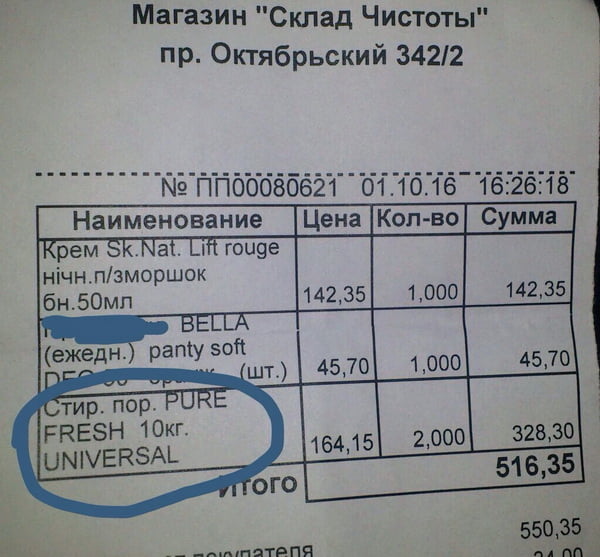 Магазин "Склад Чистоты"
пр. Октябрьский 342/2
№ ПП00080621 01.10.16 16:26:18
Наименование Цена Кол-во Сумма
Крем Sk.Nat. Lift rouge
нічн.п/зморшок
бн.50мл 142,35 1,000 142,35
BELLA
(ежедн.) panty soft
(шт.) 45,70 1,000 45,70
Стир. пор. PURE
FRESH 10кг.
UNIVERSAL 164,15 2,000 328,30
Итого 516,35
550,35